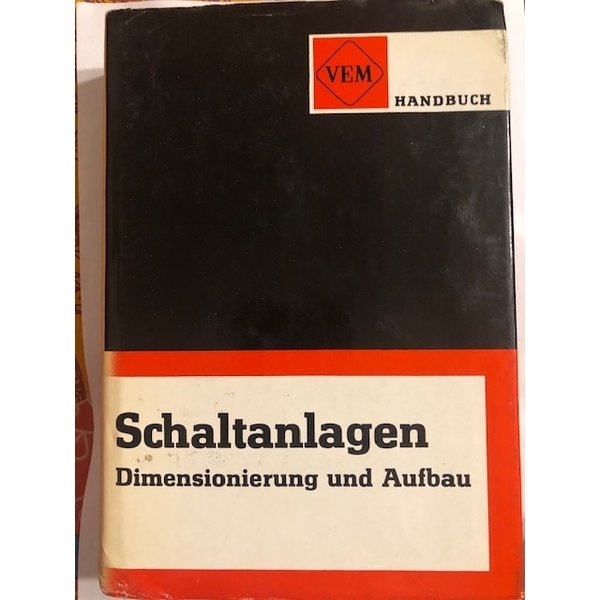 VEM
HANDBUCH
Schaltanlagen
Dimensionierung und Aufbau